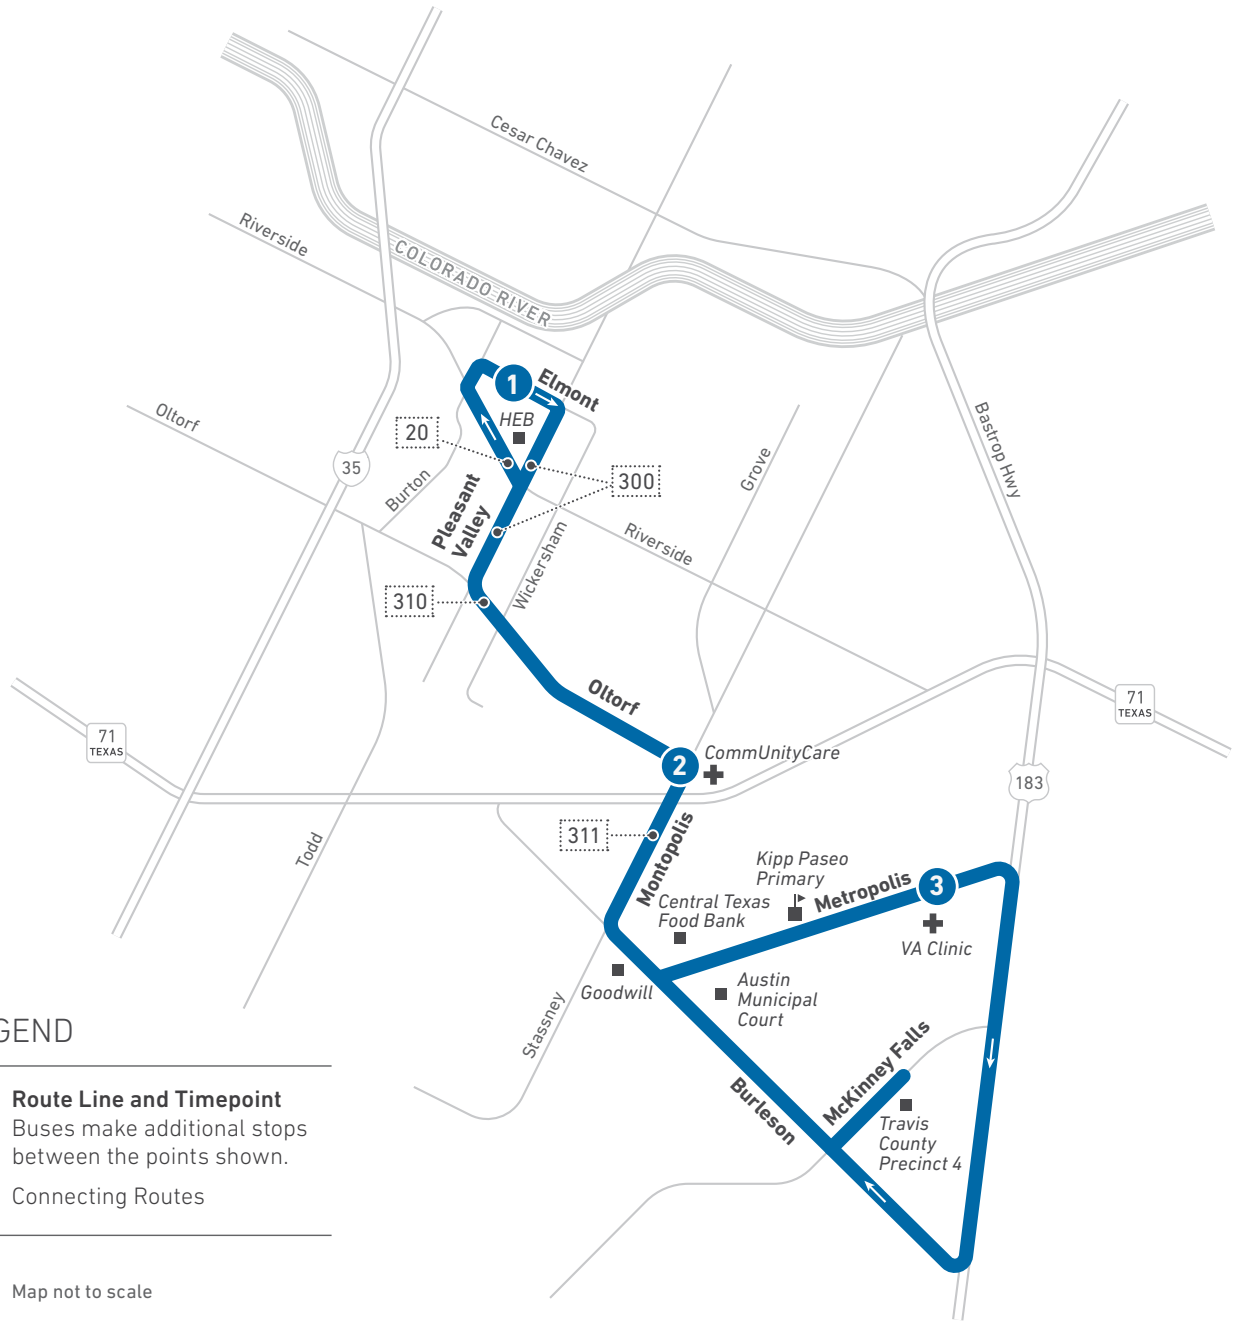 Cesar Chavez
Riverside
COLORADO RIVER
1
Elmont
HEB
Oltorf
20
35
Burton
Pleasant
Valley
300
Grove
Bastrop Hwy
Wickersham
Riverside
310
Oltorf
71
TEXAS
71
TEXAS
2
CommUnityCare
183
311
Montopolis
Todd
Kipp Paseo
Primary
Metropolis
3
Central Texas
Food Bank
VA Clinic
Goodwill
Austin
Municipal
Court
Stassney
McKinney Falls
Burleson
Travis
County
Precinct 4
GEND
Route Line and Timepoint
Buses make additional stops
between the points shown.
Connecting Routes
Map not to scale